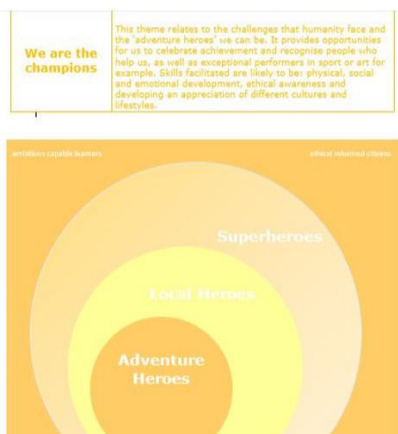 We are the
champions
This theme relates to the challenges that humanity face and
the 'adventure heroes' we can be. It provides opportunities
for us to celebrate achievement and recognise people who
help us, as well as exceptional performers in sport or art for
example. Skills facilitated are likely to be: physical, social
and emotional development, ethical awareness and
developing an appreciation of different cultures and
lifestyles.
ambitious capable learners
ethical informed citizens
Superheroes
Local Heroes
Adventure
Heroes